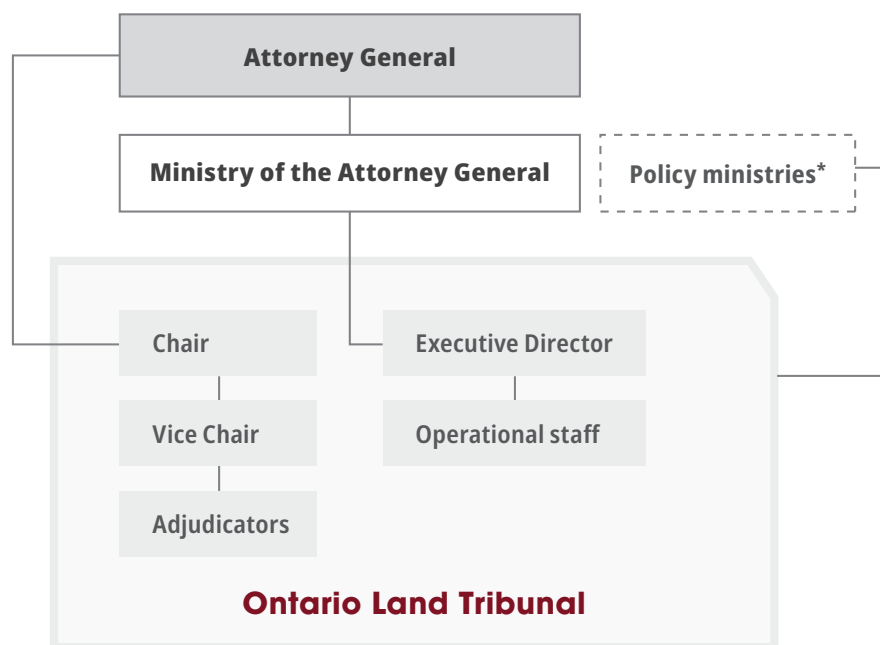 Attorney General
Ministry of the Attorney General
Policy ministries*
Chair
Executive Director
Vice Chair
Operational staff
Adjudicators
Ontario Land Tribunal